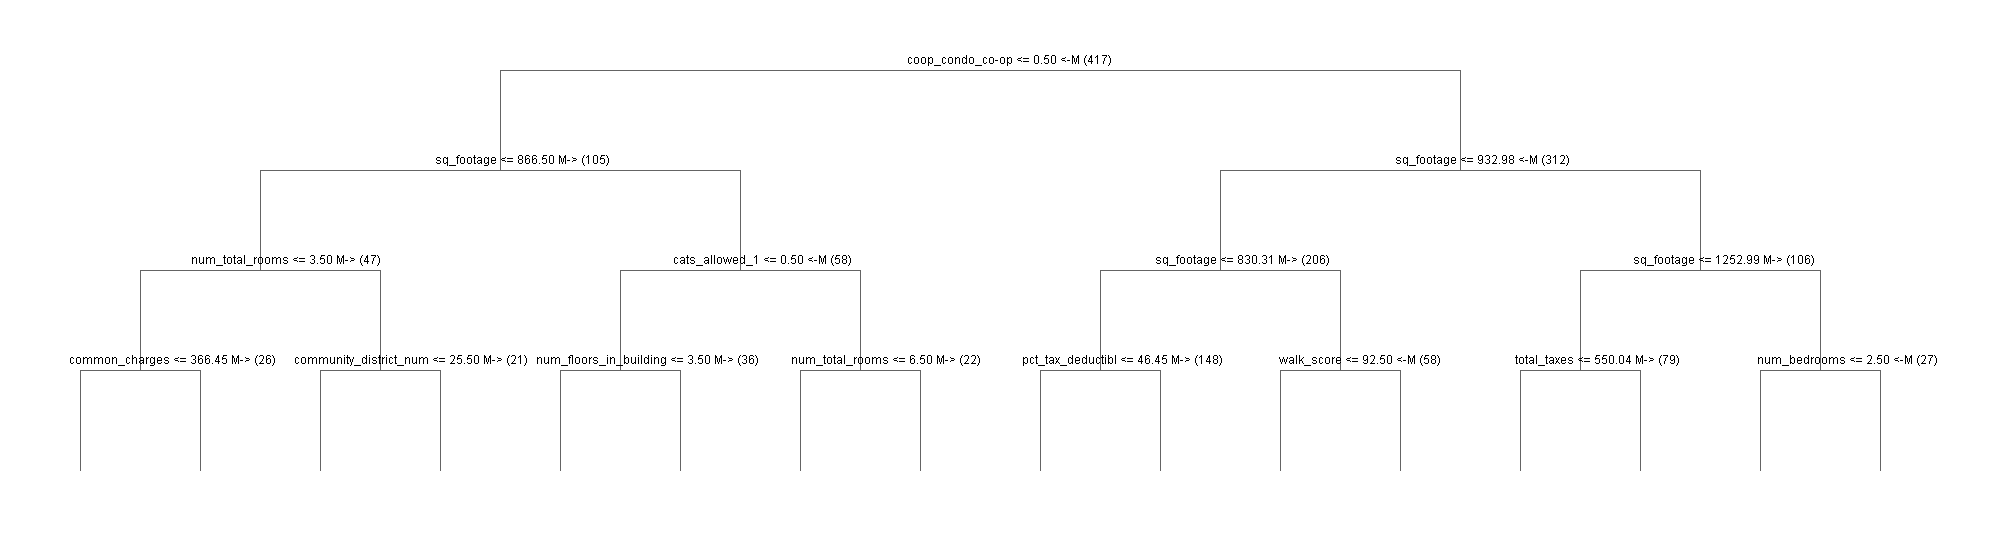 coop_condo_co-op <= 0.50 <-M (417)
sq_footage <= 866.50 M-> (105)
sq_footage <= 932.98 <-M (312)
num_total_rooms <= 3.50 M-> (47)
cats_allowed_1 <= 0.50 <-M (58)
sq_footage <= 830.31 M-> (206)
sq_footage <= 1252.99 M-> (106)
common_charges <= 366.45 M-> (26)
community_district_num <= 25.50 M-> (21)
num_floors_in_building <= 3.50 M-> (36)
num_total_rooms <= 6.50 M-> (22)
pct_tax_deductibl <= 46.45 M-> (148)
walk_score <= 92.50 <-M (58)
total_taxes <= 550.04 M-> (79)
num_bedrooms <= 2.50 <-M (27)